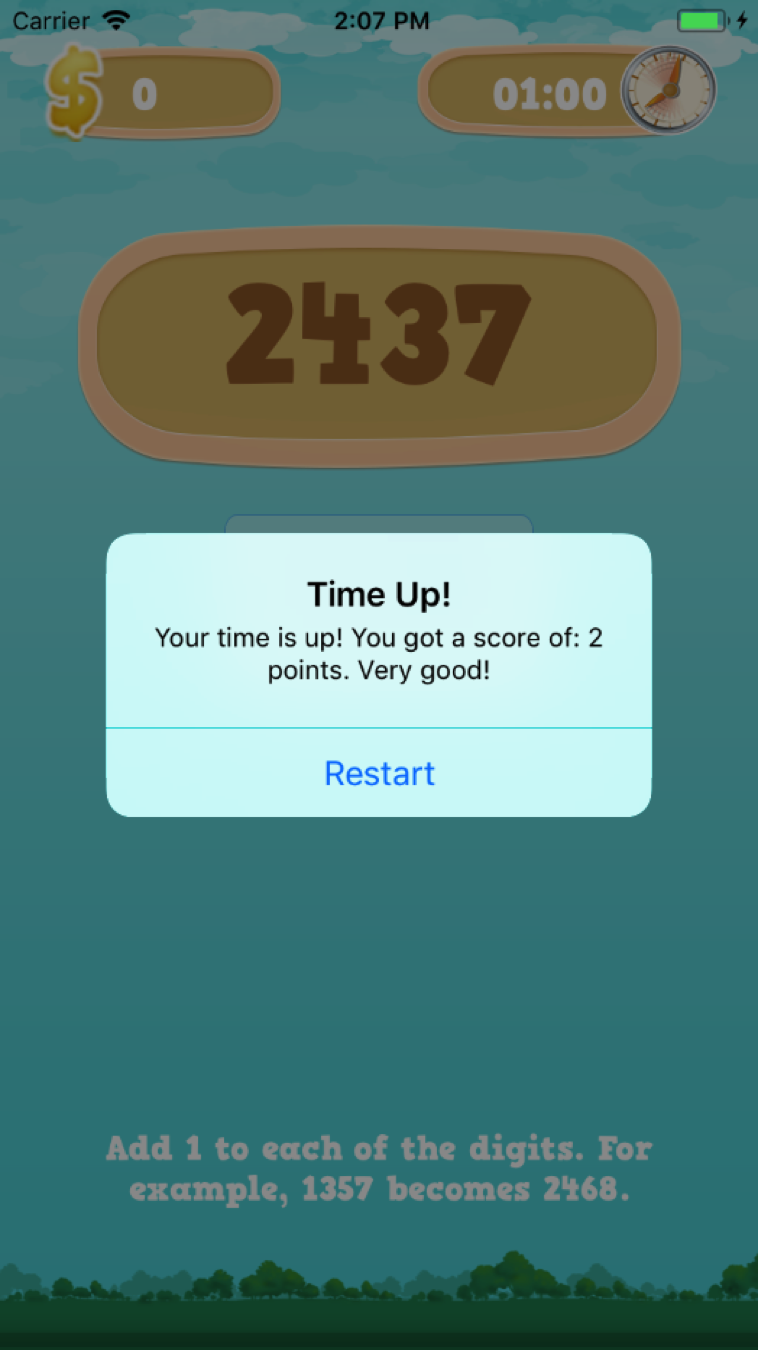 Carrier 2:07 PM
0 01:00
2437
Time Up!
Your time is up! You got a score of: 2
points. Very good!
Restart
Add 1 to each of the digits. For
example, 1357 becomes 2468.